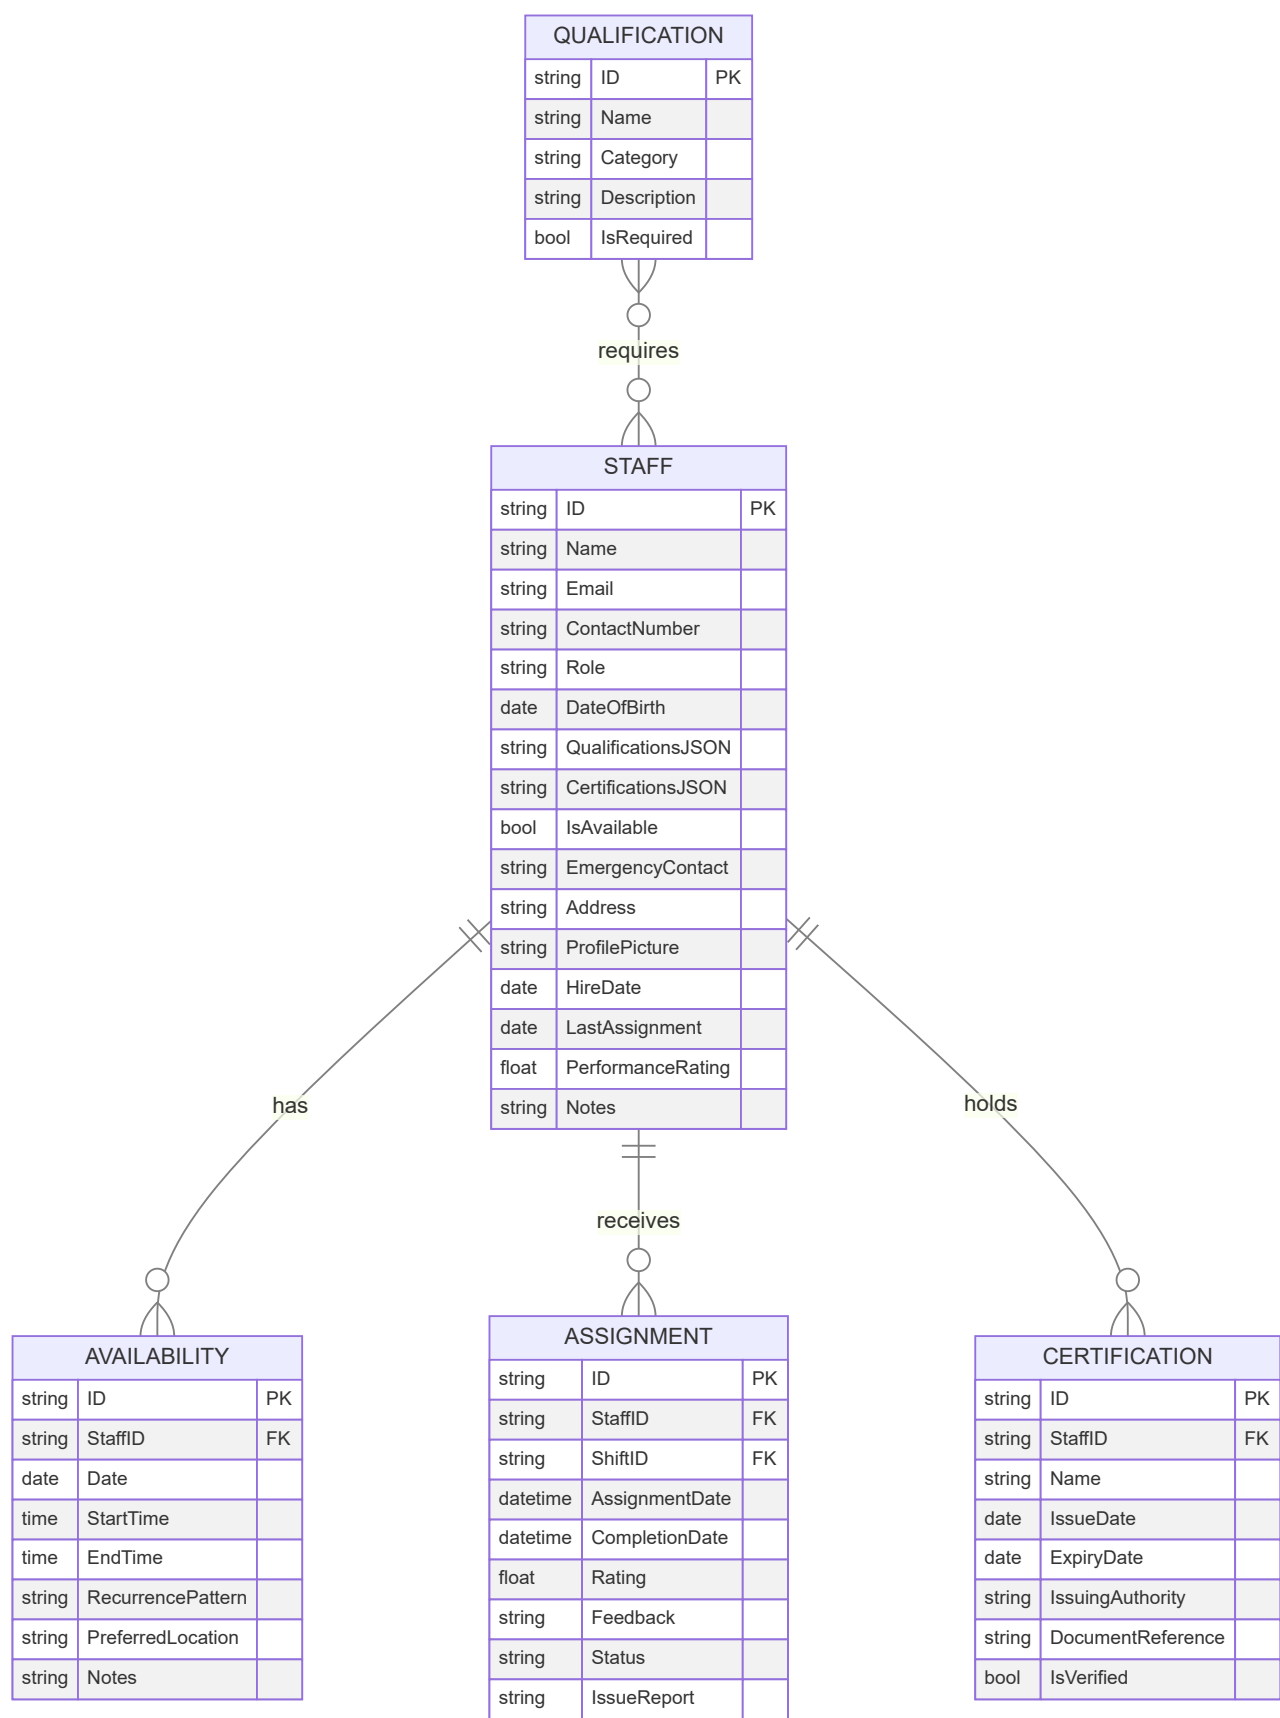 QUALIFICATION
string ID PK
string Name
string Category
string Description
bool IsRequired
requires
STAFF
string ID PK
string Name
string Email
string ContactNumber
string Role
date DateOfBirth
string QualificationsJSON
string CertificationsJSON
bool IsAvailable
string EmergencyContact
string Address
string ProfilePicture
date HireDate
date LastAssignment
float PerformanceRating
string Notes
has
receives
holds
AVAILABILITY
string ID PK
string StaffID FK
date Date
time StartTime
time EndTime
string RecurrencePattern
string PreferredLocation
string Notes
ASSIGNMENT
string ID PK
string StaffID FK
string ShiftID FK
datetime AssignmentDate
datetime CompletionDate
float Rating
string Feedback
string Status
string IssueReport
CERTIFICATION
string ID PK
string StaffID FK
string Name
date IssueDate
date ExpiryDate
string IssuingAuthority
string DocumentReference
bool IsVerified